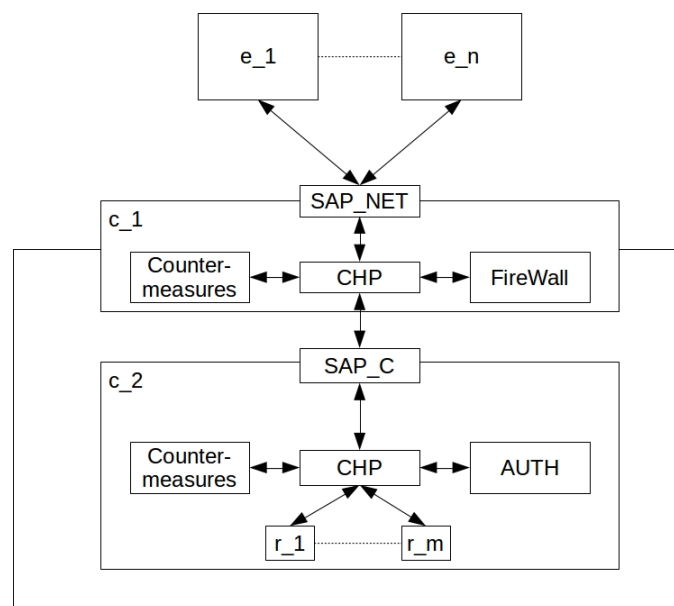 e_1
e_n
SAP_NET
c_1
Counter-
measures
CHP
FireWall
SAP_C
c_2
Counter-
measures
CHP
AUTH
r_1
r_m